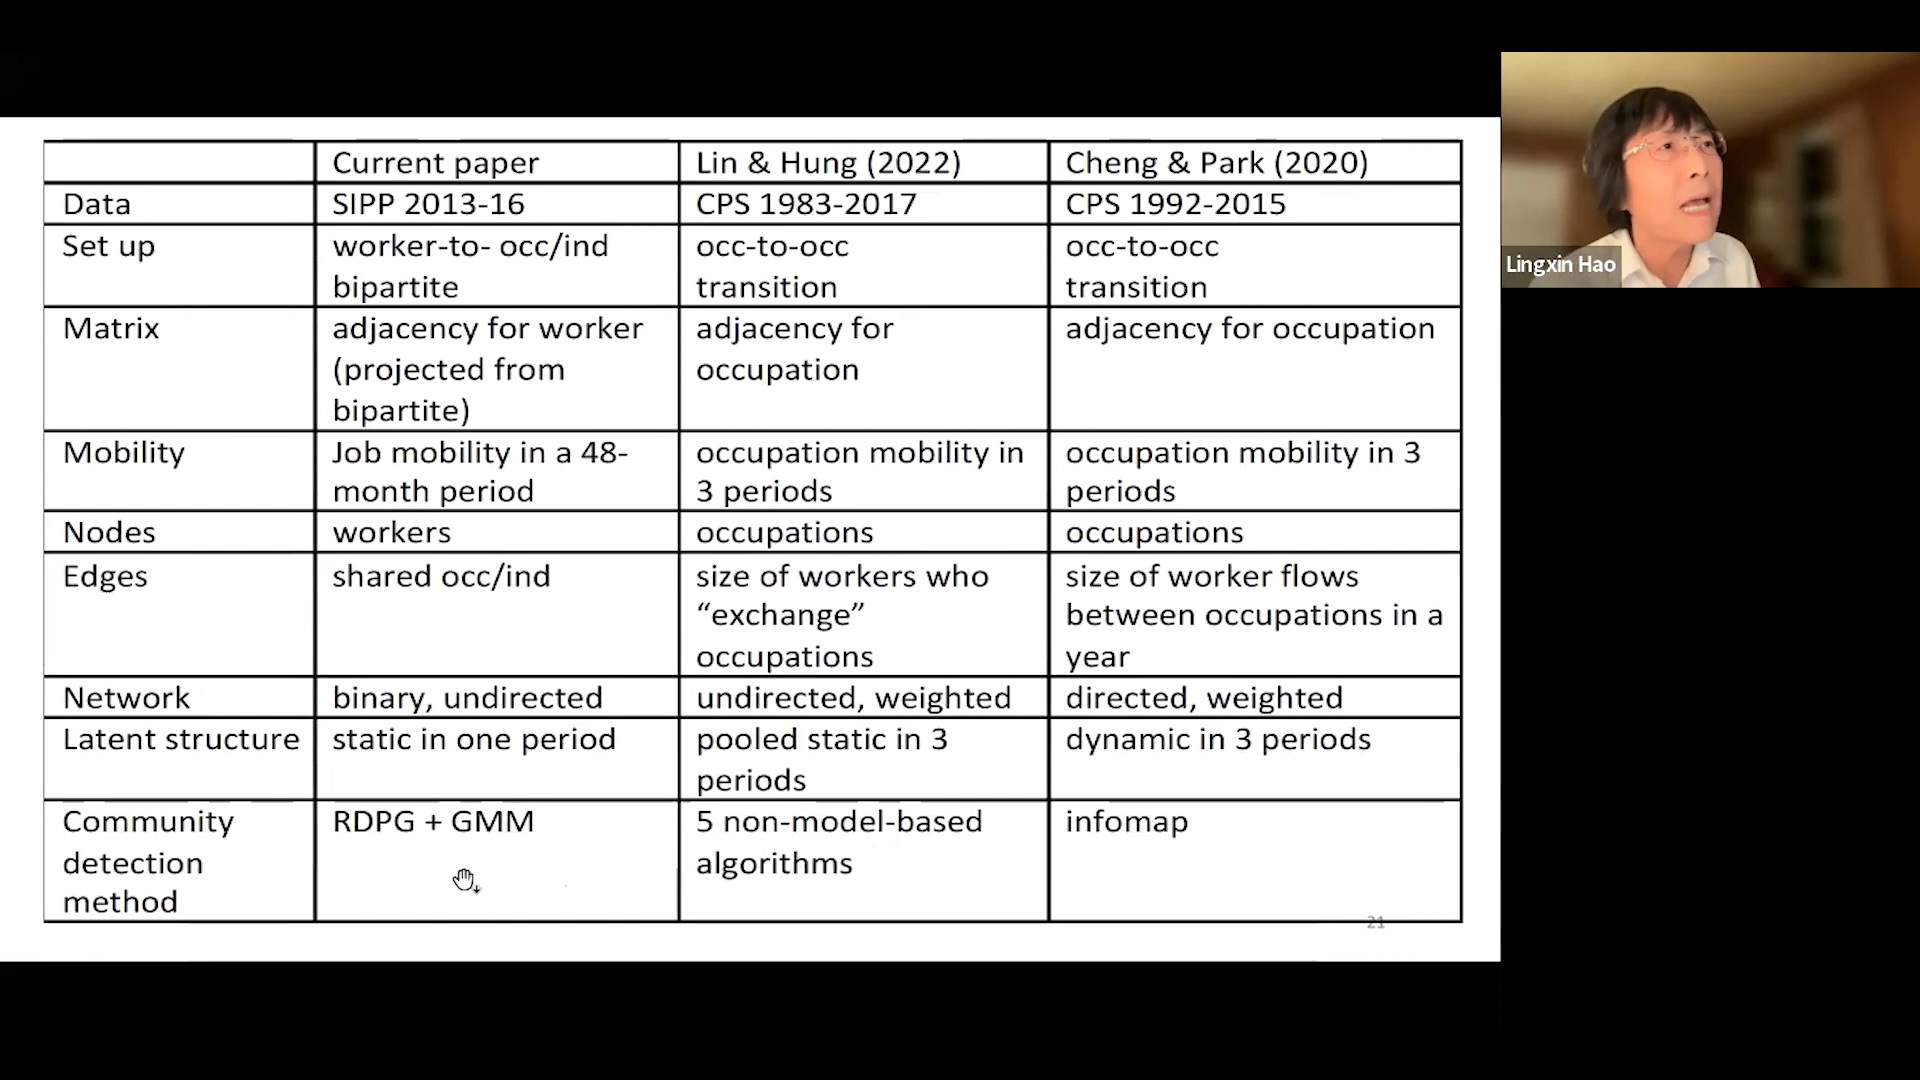 Current paper
Lin & Hung (2022)
Cheng & Park (2020)
Data
SIPP 2013-16
CPS 1983-2017
CPS 1992-2015
Set up
worker-to- occ/ind
bipartite
occ-to-occ
transition
occ-to-occ
transition
Matrix
adjacency for worker
(projected from
bipartite)
adjacency for
occupation
adjacency for occupation
Mobility
Job mobility in a 48-
month period
occupation mobility in
3 periods
occupation mobility in 3
periods
Nodes
workers
occupations
occupations
Edges
shared occ/ind
size of workers who
“exchange”
occupations
size of worker flows
between occupations in a
year
Network
binary, undirected
undirected, weighted
directed, weighted
Latent structure
static in one period
pooled static in 3
periods
dynamic in 3 periods
Community
detection
method
RDPG + GMM
5 non-model-based
algorithms
infomap
21
Lingxin Hao